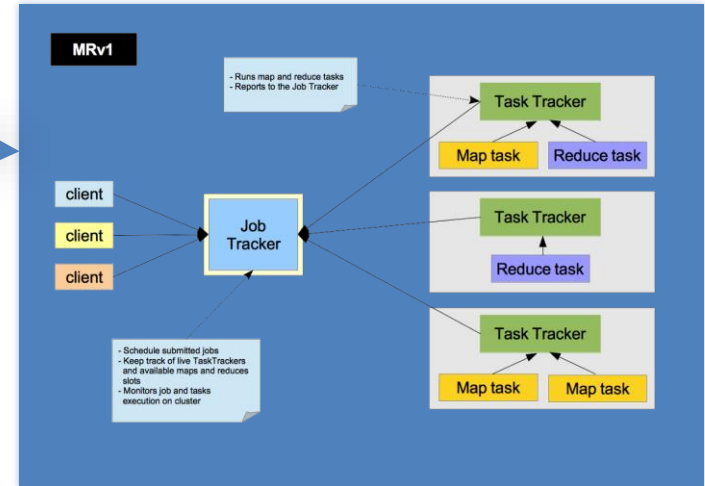 MRv1
- Runs map and reduce tasks
- Reports to the Job Tracker
Task Tracker
Map task
Reduce task
client
client
client
Job
Tracker
Task Tracker
Reduce task
- Schedule submitted jobs
- Keep track of live TaskTrackers
and available maps and reduces
slots
- Monitors job and tasks
execution on cluster
Task Tracker
Map task
Map task